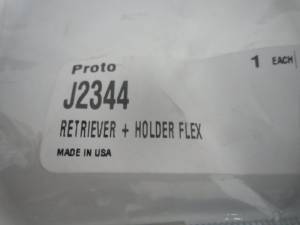 Proto 1 EACH
J2344
RETRIEVER + HOLDER FLEX
MADE IN USA